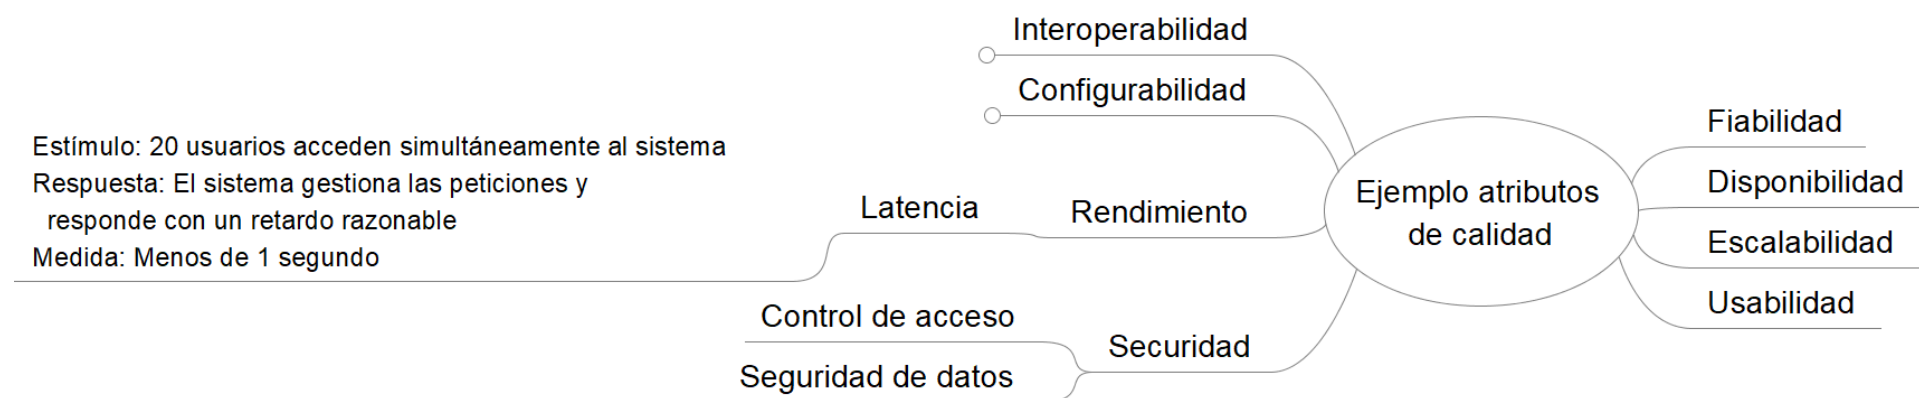 Interoperabilidad
Configurabilidad
Estímulo: 20 usuarios acceden simultáneamente al sistema
Respuesta: El sistema gestiona las peticiones y
responde con un retardo razonable
Medida: Menos de 1 segundo
Latencia
Rendimiento
Control de acceso
Seguridad de datos
Securidad
Ejemplo atributos
de calidad
Fiabilidad
Disponibilidad
Escalabilidad
Usabilidad